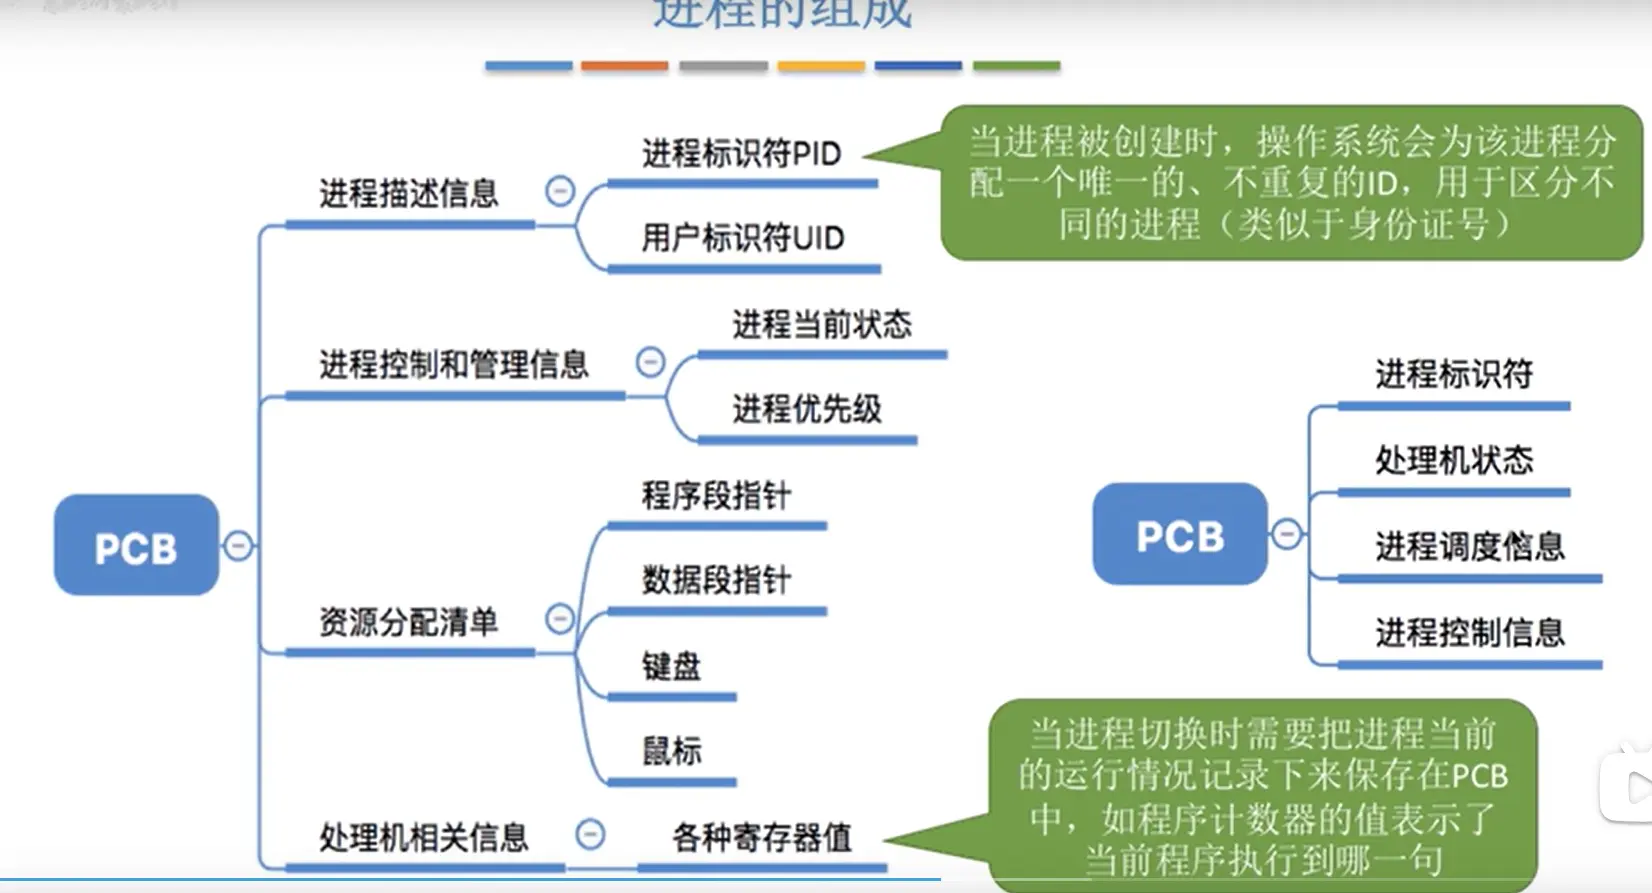 进程的组成
进程标识符PID
当进程被创建时，操作系统会为该进程分
配一个唯一的、不重复的ID，用于区分不
同的进程（类似于身份证号）
进程描述信息
用户标识符UID
进程当前状态
进程控制和管理信息
进程优先级
程序段指针
数据段指针
PCB
资源分配清单
键盘
鼠标
处理机相关信息
各种寄存器值
进程标识符
处理机状态
PCB
进程调度信息
进程控制信息
当进程切换时需要把进程当前
的运行情况记录下来保存在PCB
中，如程序计数器的值表示了
当前程序执行到哪一句